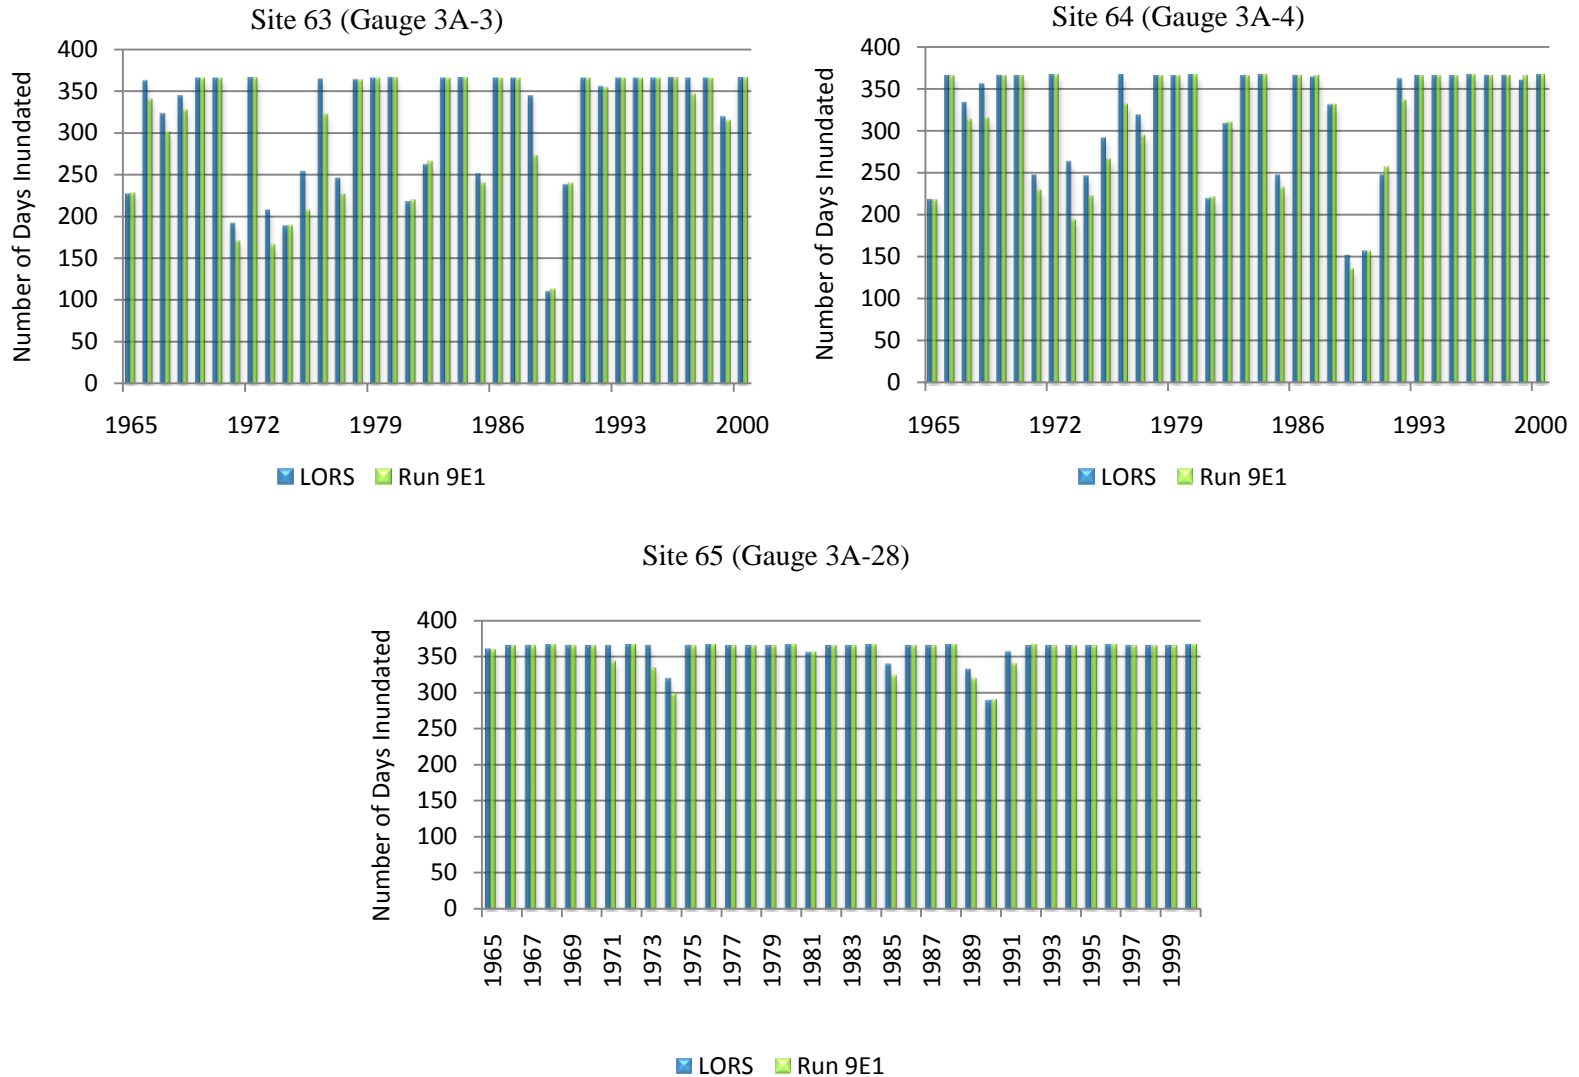 Site 63 (Gauge 3A-3)
Number of Days Inundated
400
350
300
250
200
150
100
50
0
1965 1972 1979 1986 1993 2000
LORS Run 9E1
Site 64 (Gauge 3A-4)
Number of Days Inundated
400
350
300
250
200
150
100
50
0
1965 1972 1979 1986 1993 2000
LORS Run 9E1
Site 65 (Gauge 3A-28)
Number of Days Inundated
400
350
300
250
200
150
100
50
0
1965 1967 1969 1971 1973 1975 1977 1979 1981 1983 1985 1987 1989 1991 1993 1995 1997 1999
LORS Run 9E1